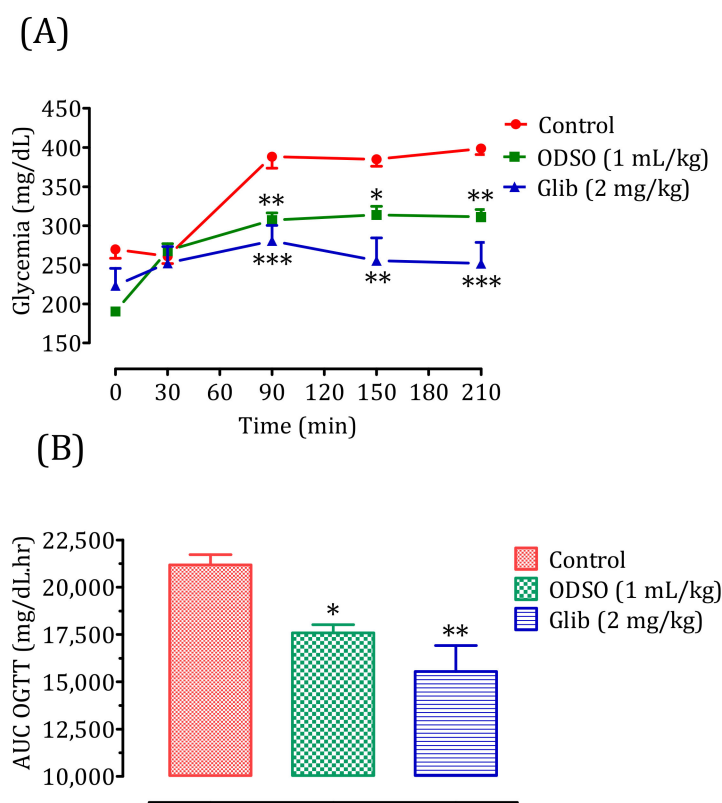 (A)
450
400
350
300
250
200
150
Glycemia (mg/dL)
Control
ODSO (1 mL/kg)
Glib (2 mg/kg)
** * **
*** ** ***
0 30 60 90 120 150 180 210
Time (min)
(B)
22,500
20,000
17,500
15,000
12,500
10,000
AUC OGTT (mg/dL.hr)
* **
Control
ODSO (1 mL/kg)
Glib (2 mg/kg)